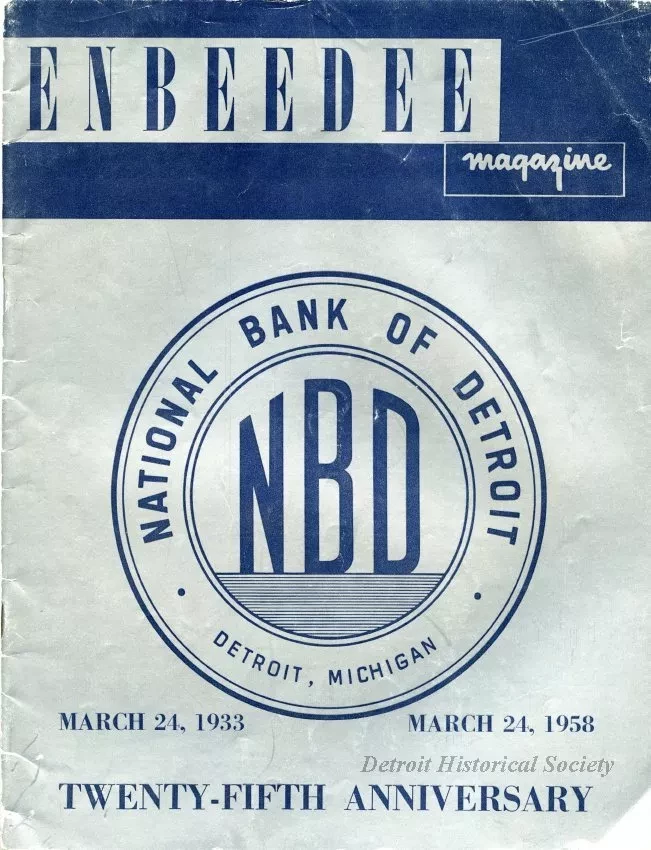 ENBEEDEE
magazine
NATIONAL BANK OF DETROIT
NBD
DETROIT, MICHIGAN
MARCH 24, 1933 MARCH 24, 1958
Detroit Historical Society
TWENTY-FIFTH ANNIVERSARY